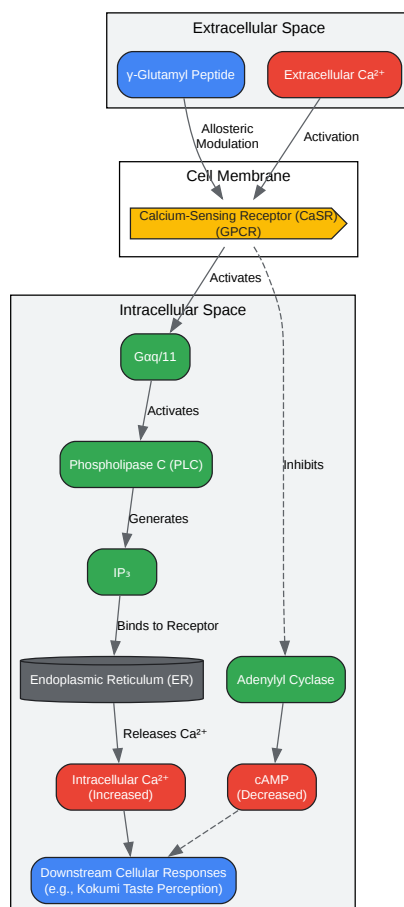 Extracellular Space
γ-Glutamyl Peptide
Extracellular Ca²⁺
Allosteric
Modulation
Activation
Cell Membrane
Calcium-Sensing Receptor (CaSR)
(GPCR)
Activates
Intracellular Space
Gαq/11
Activates
Phospholipase C (PLC)
Inhibits
Generates
IP₃
Binds to Receptor
Endoplasmic Reticulum (ER)
Adenylyl Cyclase
Releases Ca²⁺
Intracellular Ca²⁺
(Increased)
cAMP
(Decreased)
Downstream Cellular Responses
(e.g., Kokumi Taste Perception)